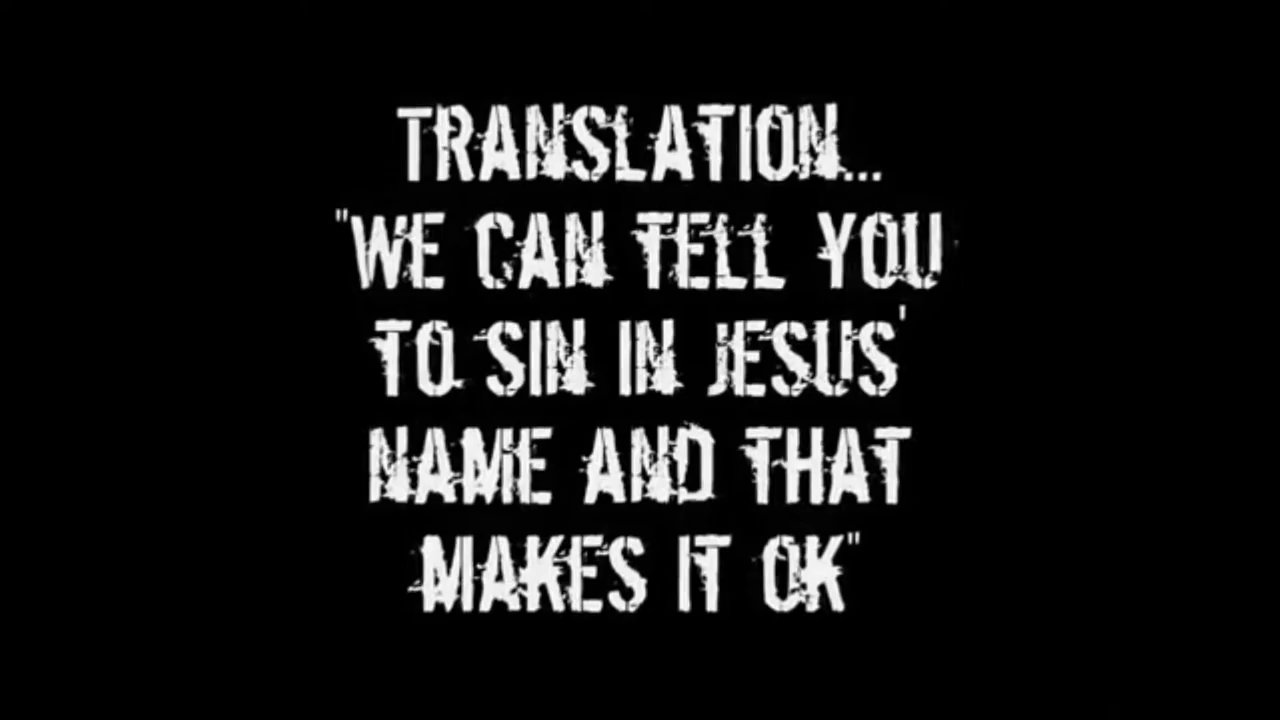 TRANSLATION...
"WE CAN TELL YOU
TO SIN IN JESUS'
NAME AND THAT
MAKES IT OK"